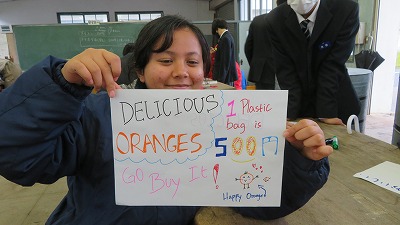 DELICIOUS
ORANGES
GO Buy It!
1 Plastic
bag is
500円
Happy Orange